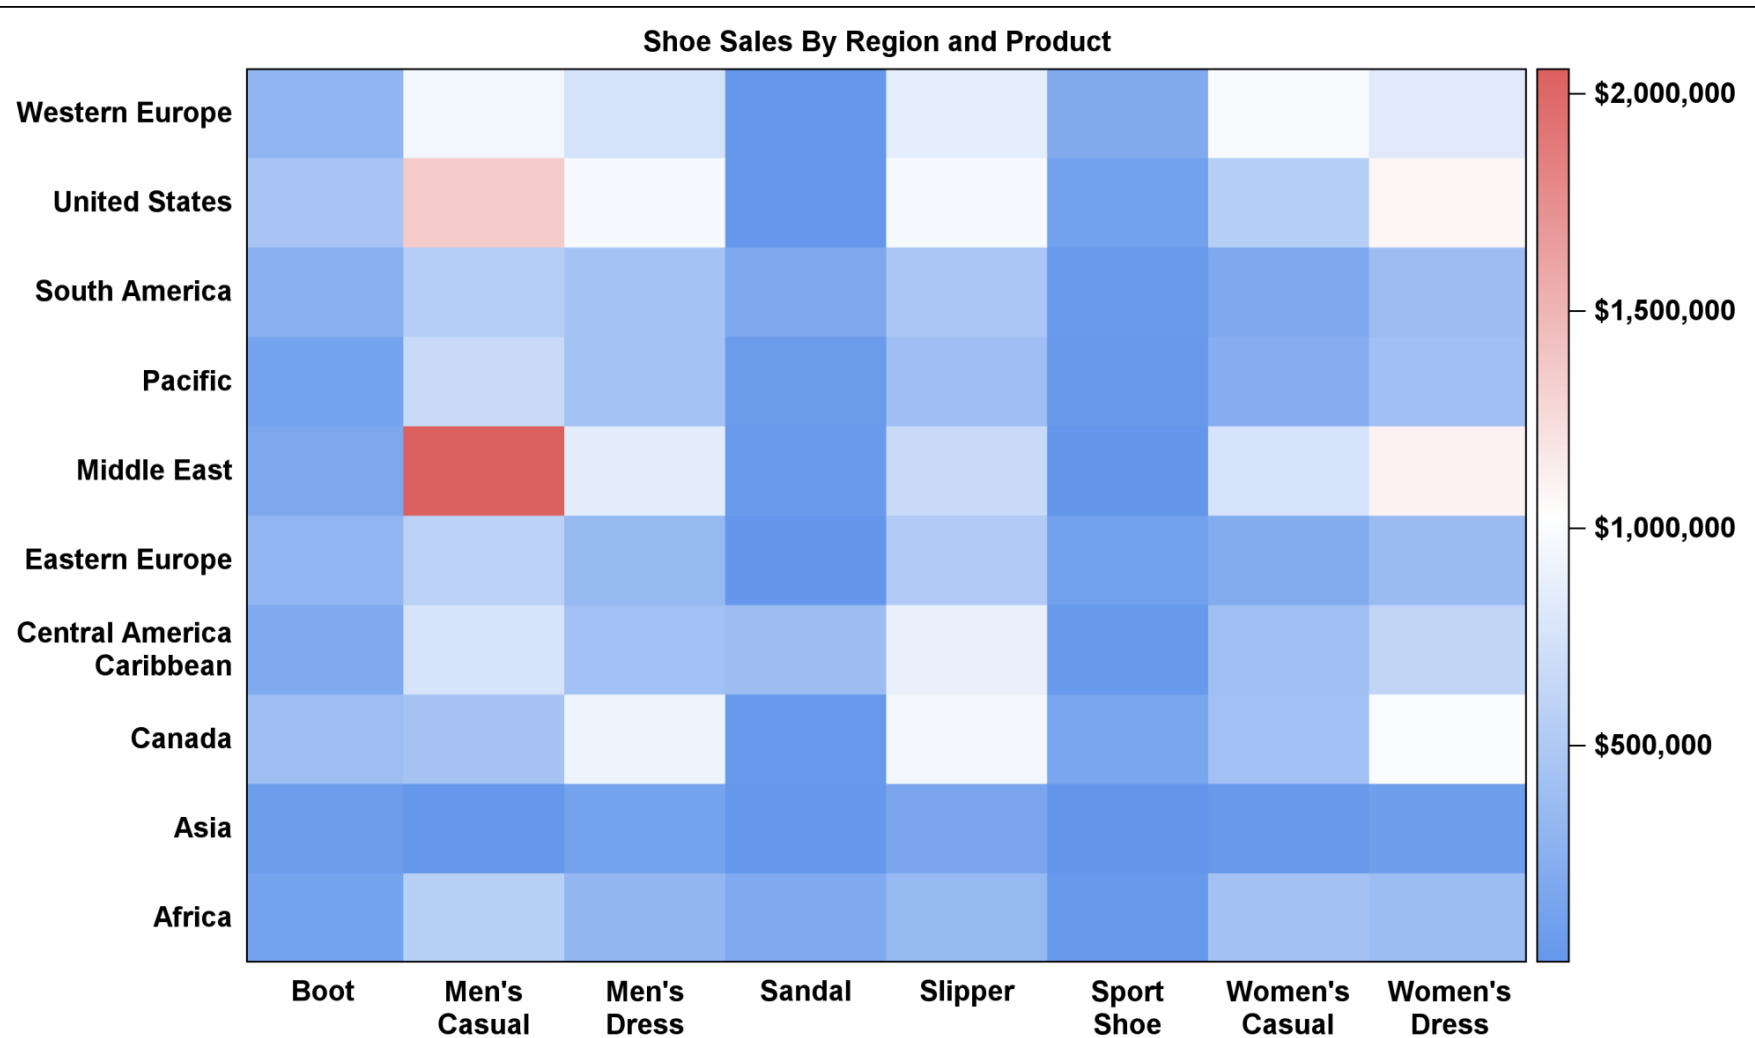 Shoe Sales By Region and Product
Western Europe
United States
South America
Pacific
Middle East
Eastern Europe
Central America
Caribbean
Canada
Asia
Africa
Boot
Men's
Casual
Men's
Dress
Sandal
Slipper
Sport
Shoe
Women's
Casual
Women's
Dress
$2,000,000
$1,500,000
$1,000,000
$500,000